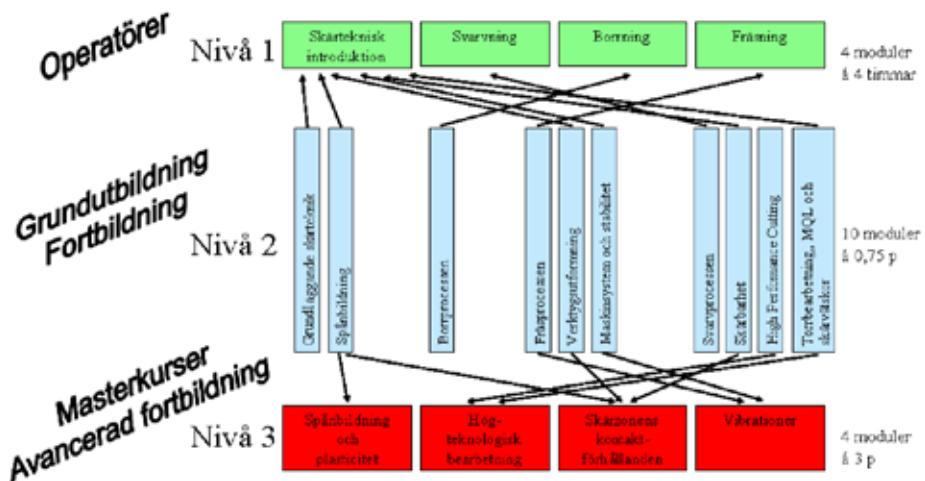 Operatörer
Nivå 1
Skärteknisk
introduktion
Svarvning
Borrning
Fräsning
4 moduler
à 4 timmar
Grundutbildning
Fortbildning
Nivå 2
Grundläggande skärteknik
Spånbildning
Borrprocessen
Fräsprocessen
Verktygsutformning
Maskinsystem och stabilitet
Svarvprocessen
Skärbarhet
High Performance Cutting
Torrbearbetning, MQL och
skärvätskor
10 moduler
à 0,75 p
Masterkurser
Avancerad fortbildning
Nivå 3
Spånbildning
och
plasticitet
Hög-
teknologisk
bearbetning
Skärzonens
kontakt-
förhållanden
Vibrationer
4 moduler
à 3 p